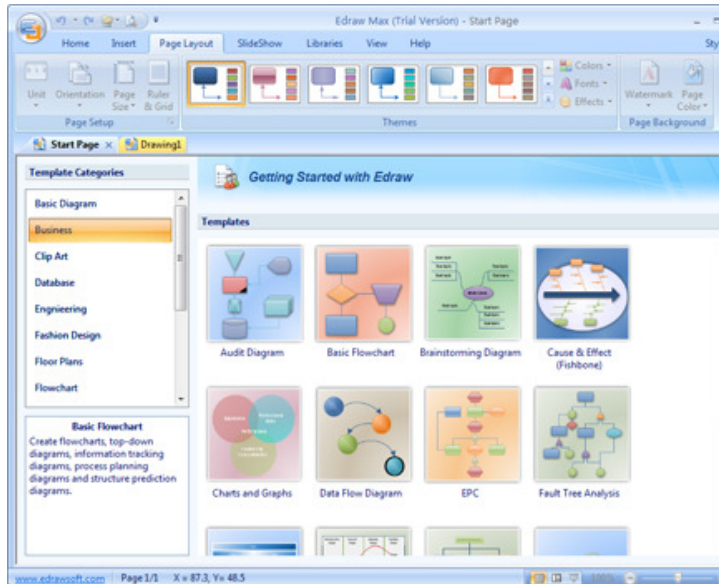 Edraw Max (Trial Version) - Start Page
Home Insert Page Layout SlideShow Libraries View Help Sty
Unit Orientation Page Size Ruler & Grid
Colors
Fonts
Effects
Watermark Page Color
Page Setup Themes Page Background
Start Page Drawing1
Template Categories
Basic Diagram
Business
Clip Art
Database
Engnieering
Fashion Design
Floor Plans
Flowchart
Basic Flowchart
Create flowcharts, top-down
diagrams, information tracking
diagrams, process planning
diagrams and structure prediction
diagrams.
Getting Started with Edraw
Templates
Audit Diagram Basic Flowchart Brainstorming Diagram Cause & Effect
(Fishbone)
Charts and Graphs Data Flow Diagram EPC Fault Tree Analysis
www.edrawsoft.com Page1/1 X = 87.3, Y= 48.5 100%